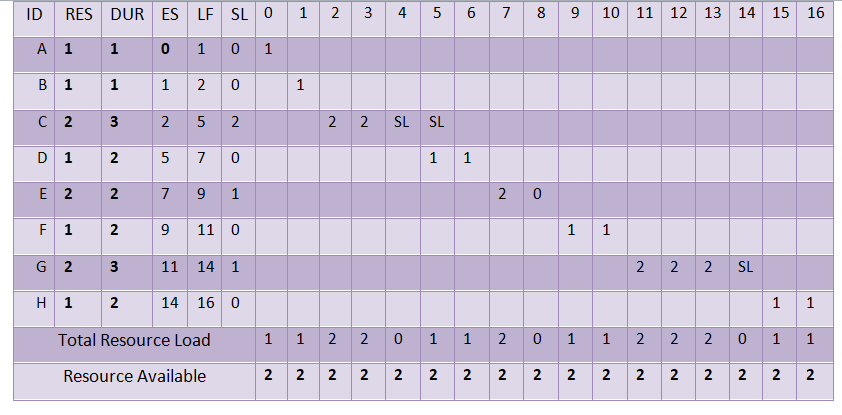 ID RES DUR ES LF SL 0 1 2 3 4 5 6 7 8 9 10 11 12 13 14 15 16
A 1 1 0 1 0 1
B 1 1 1 2 0 1
C 2 3 2 5 2 2 2 SL SL
D 1 2 5 7 0 1 1
E 2 2 7 9 1 2 0
F 1 2 9 11 0 1 1
G 2 3 11 14 1 2 2 2 SL
H 1 2 14 16 0 1 1
Total Resource Load 1 1 2 2 0 1 1 2 0 1 1 2 2 2 0 1 1
Resource Available 2 2 2 2 2 2 2 2 2 2 2 2 2 2 2 2 2